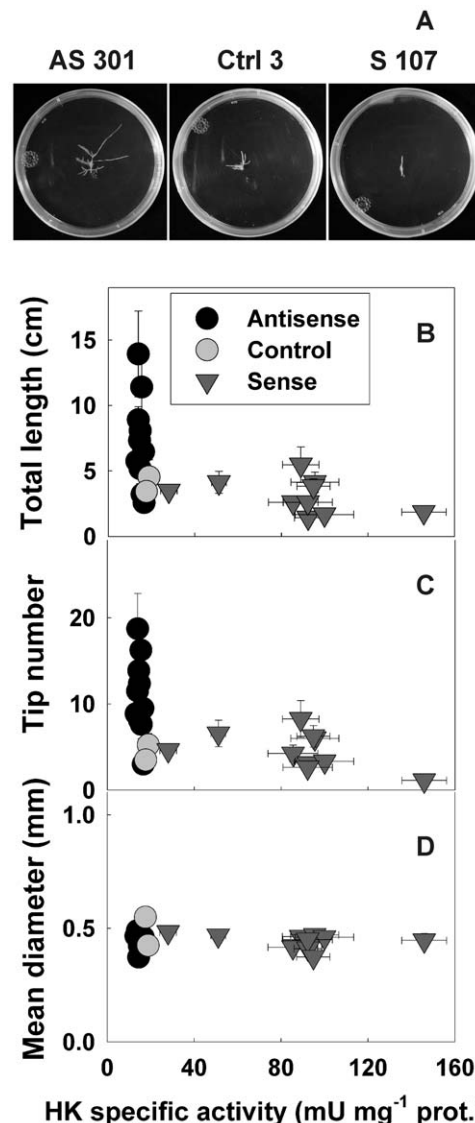 A
AS 301 Ctrl 3 S 107
B
Antisense
Control
Sense
Total length (cm)
15
10
5
0
C
Tip number
20
10
0
D
Mean diameter (mm)
1.0
0.5
0.0
0 40 80 120 160
HK specific activity (mU mg-1 prot.